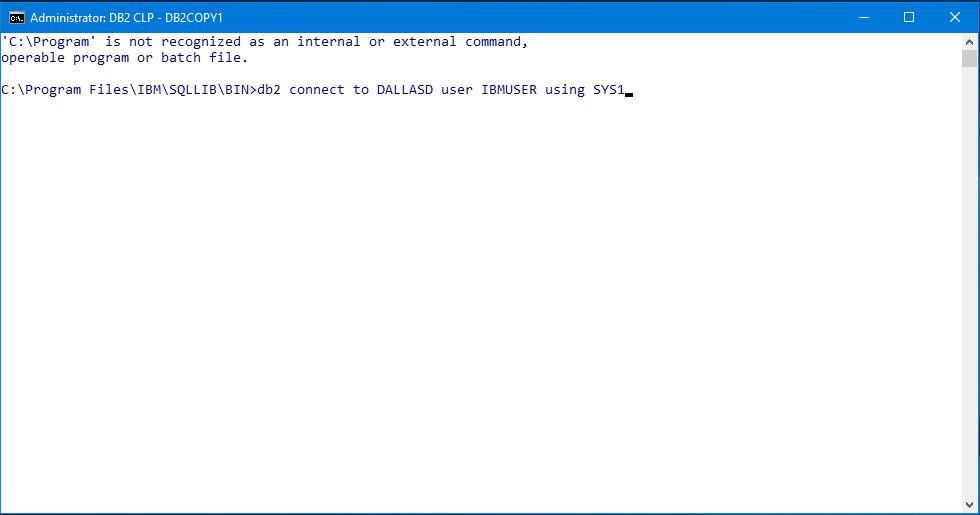 Administrator: DB2 CLP - DB2COPY1
'C:\Program' is not recognized as an internal or external command,
operable program or batch file.
C:\Program Files\IBM\SQLLIB\BIN>db2 connect to DALLASD user IBMUSER using SYS1